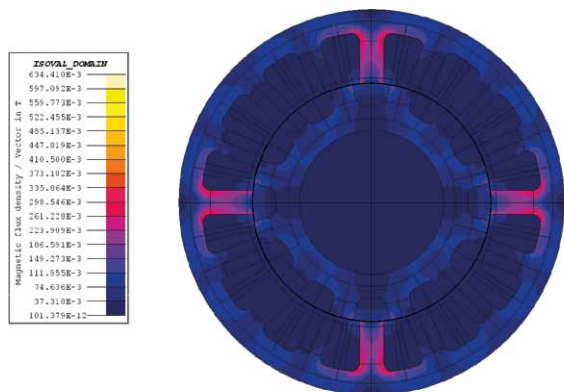 ISOVAL_DOMAIN
634.410E-3
597.092E-3
559.773E-3
522.455E-3
485.137E-3
447.819E-3
410.500E-3
373.182E-3
335.864E-3
298.546E-3
261.228E-3
223.909E-3
186.591E-3
149.273E-3
111.955E-3
74.636E-3
37.318E-3
101.379E-12
Magnetic flux density / Vector in T